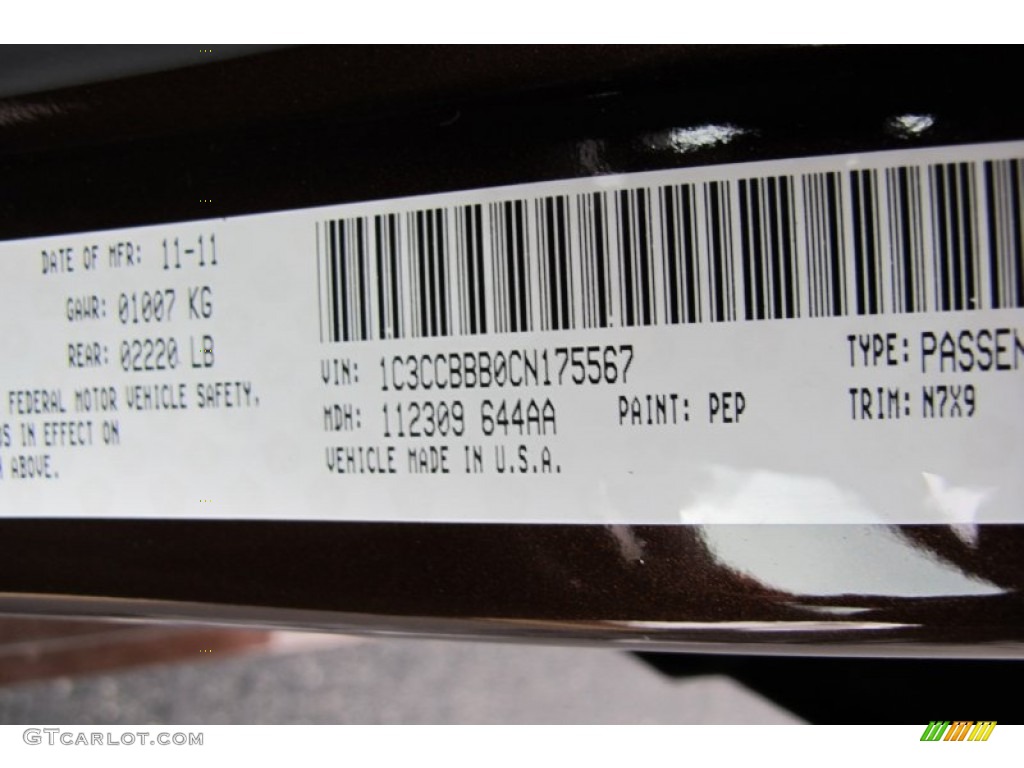 DATE OF MFR: 11-11
GAWR: 01007 KG
REAR: 02220 LB
FEDERAL MOTOR VEHICLE SAFETY,
IN EFFECT ON
ABOVE.
VIN: 1C3CCBBB0CN175567
TYPE: PASSEN
MDH: 112309 644AA
PAINT: PEP
TRIM: N7X9
VEHICLE MADE IN U.S.A.
GTCARLOT.COM